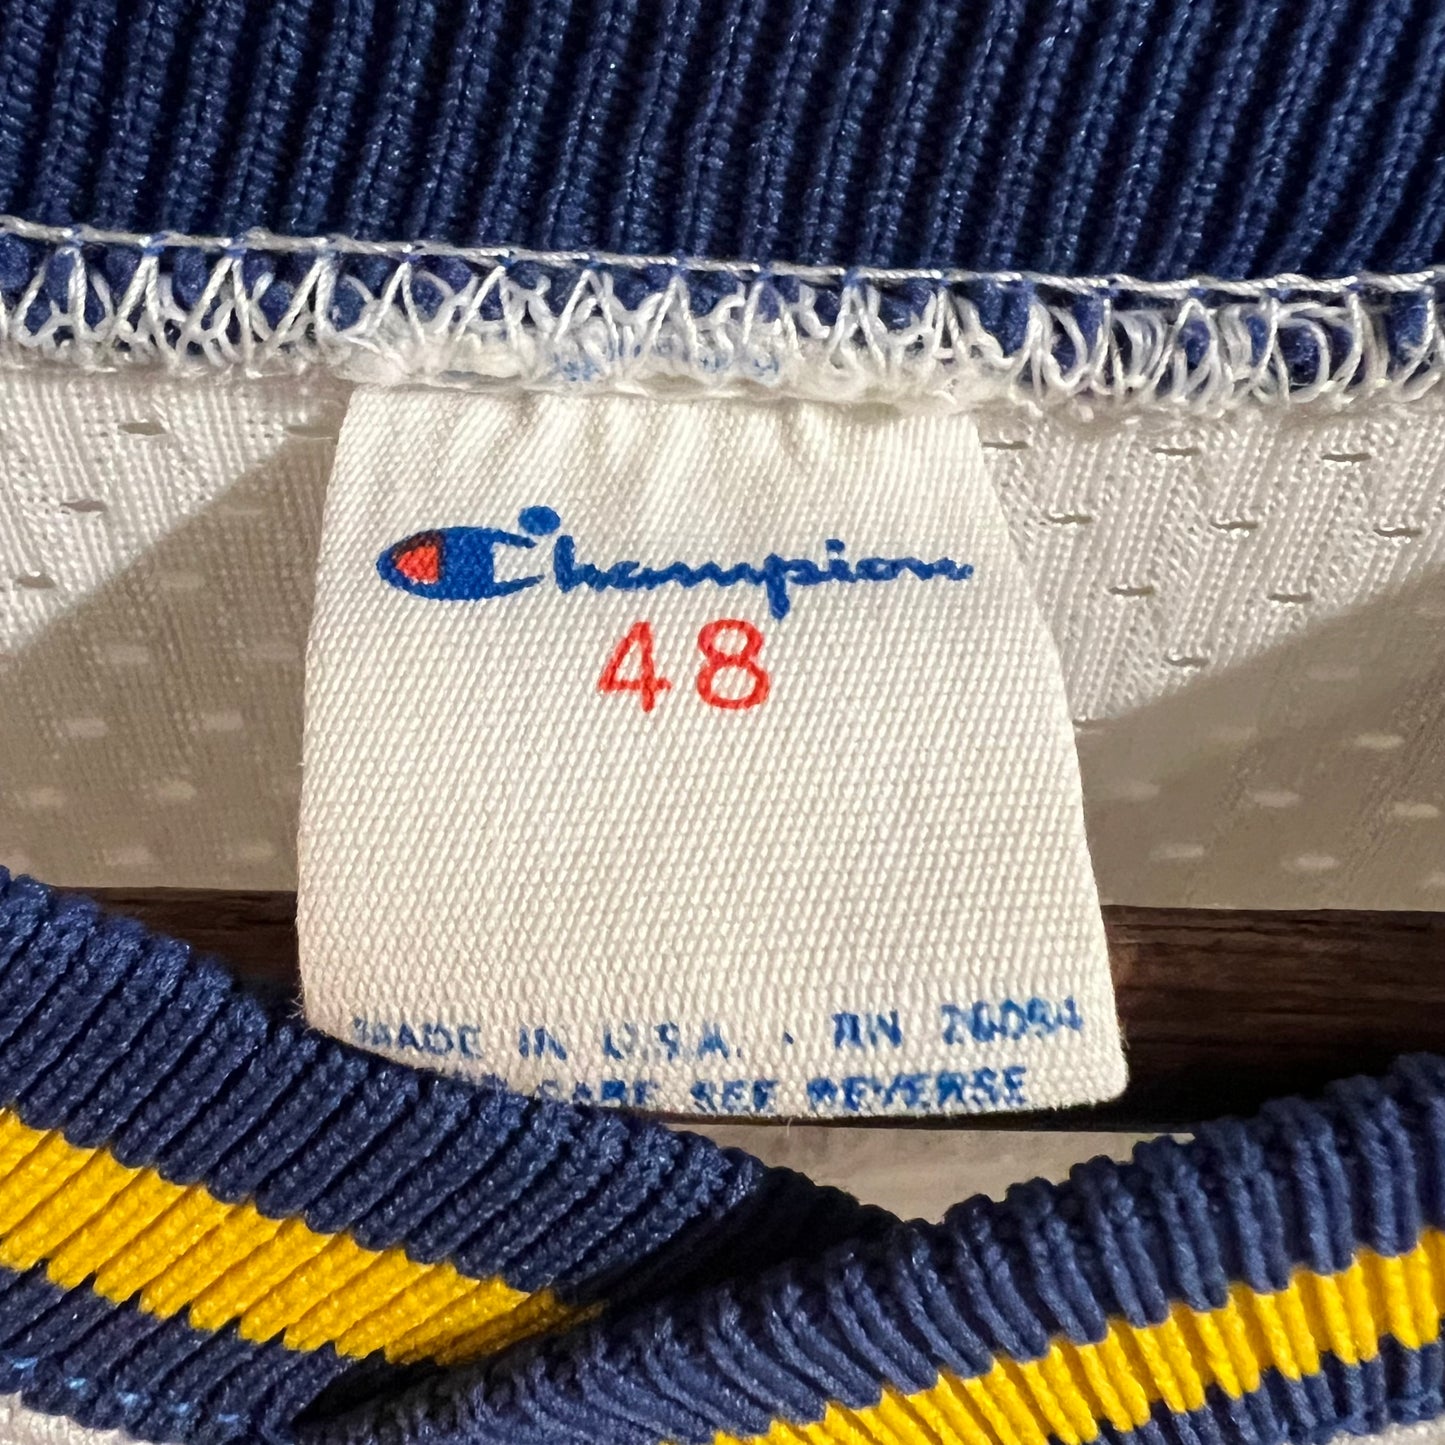 Champion
48
MADE IN U.S.A. · RN 26094
CARE SEE REVERSE